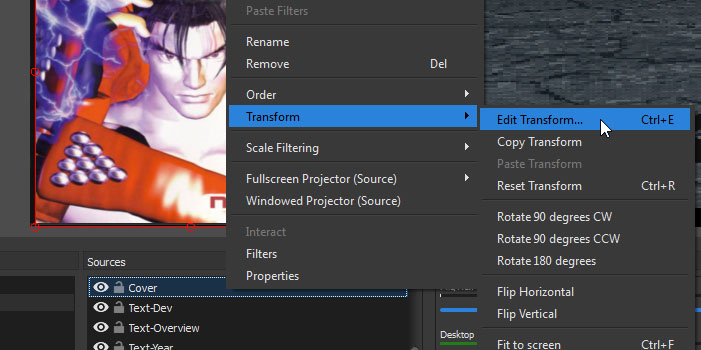 Paste Filters
Rename
Remove Del
Order
Transform
Scale Filtering
Fullscreen Projector (Source)
Windowed Projector (Source)
Interact
Filters
Properties
Edit Transform... Ctrl+E
Copy Transform
Paste Transform
Reset Transform Ctrl+R
Rotate 90 degrees CW
Rotate 90 degrees CCW
Rotate 180 degrees
Flip Horizontal
Flip Vertical
Fit to screen Ctrl+F
Sources
Cover
Text-Dev
Text-Overview
Text-Year
Desktop